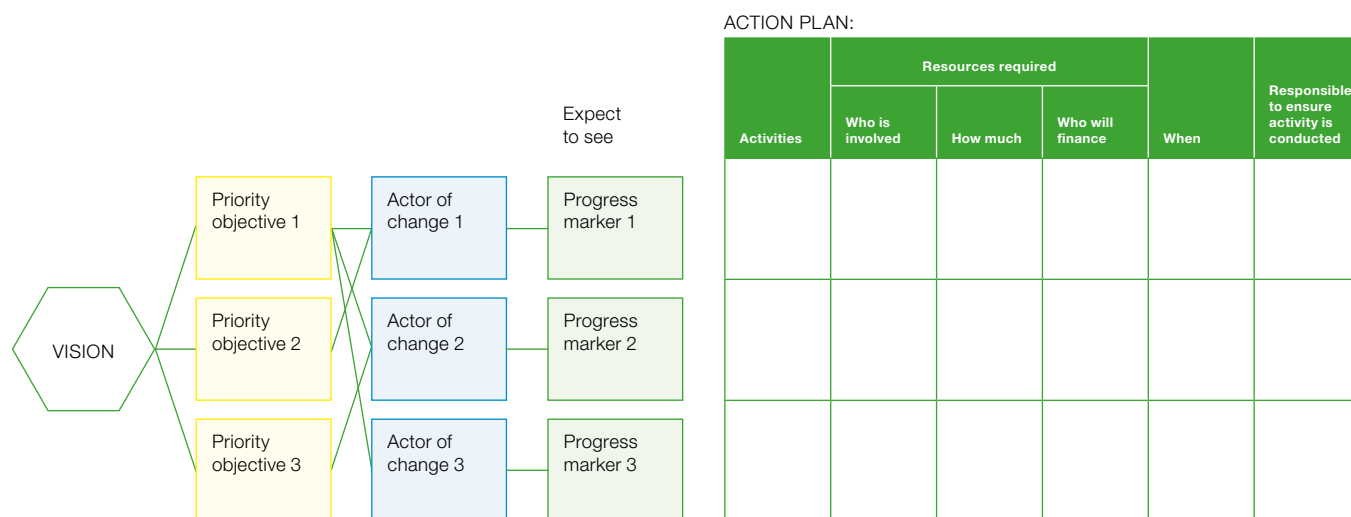 ACTION PLAN:
Resources required
Activities
Who is
involved
How much
Who will
finance
When
Responsible
to ensure
activity is
conducted
Expect
to see
VISION
Priority
objective 1
Actor of
change 1
Progress
marker 1
Priority
objective 2
Actor of
change 2
Progress
marker 2
Priority
objective 3
Actor of
change 3
Progress
marker 3